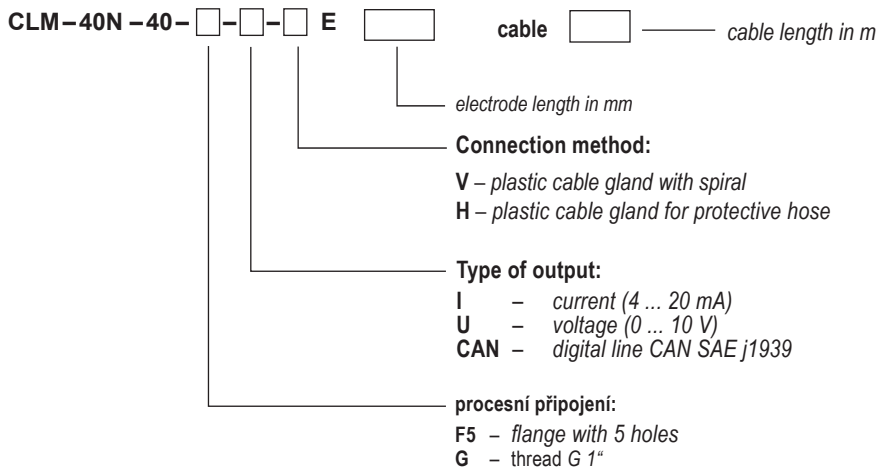 CLM–40N –40– – – E cable cable length in m
electrode length in mm
Connection method:
V – plastic cable gland with spiral
H – plastic cable gland for protective hose
Type of output:
I – current (4 ... 20 mA)
U – voltage (0 ... 10 V)
CAN – digital line CAN SAE j1939
procesní připojení:
F5 – flange with 5 holes
G – thread G 1“